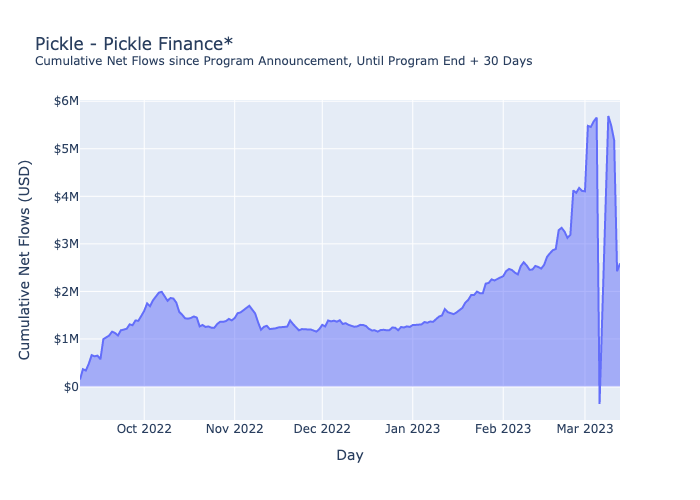 Pickle - Pickle Finance*
Cumulative Net Flows since Program Announcement, Until Program End + 30 Days
Cumulative Net Flows (USD)
$6M
$5M
$4M
$3M
$2M
$1M
$0
Oct 2022 Nov 2022 Dec 2022 Jan 2023 Feb 2023 Mar 2023
Day